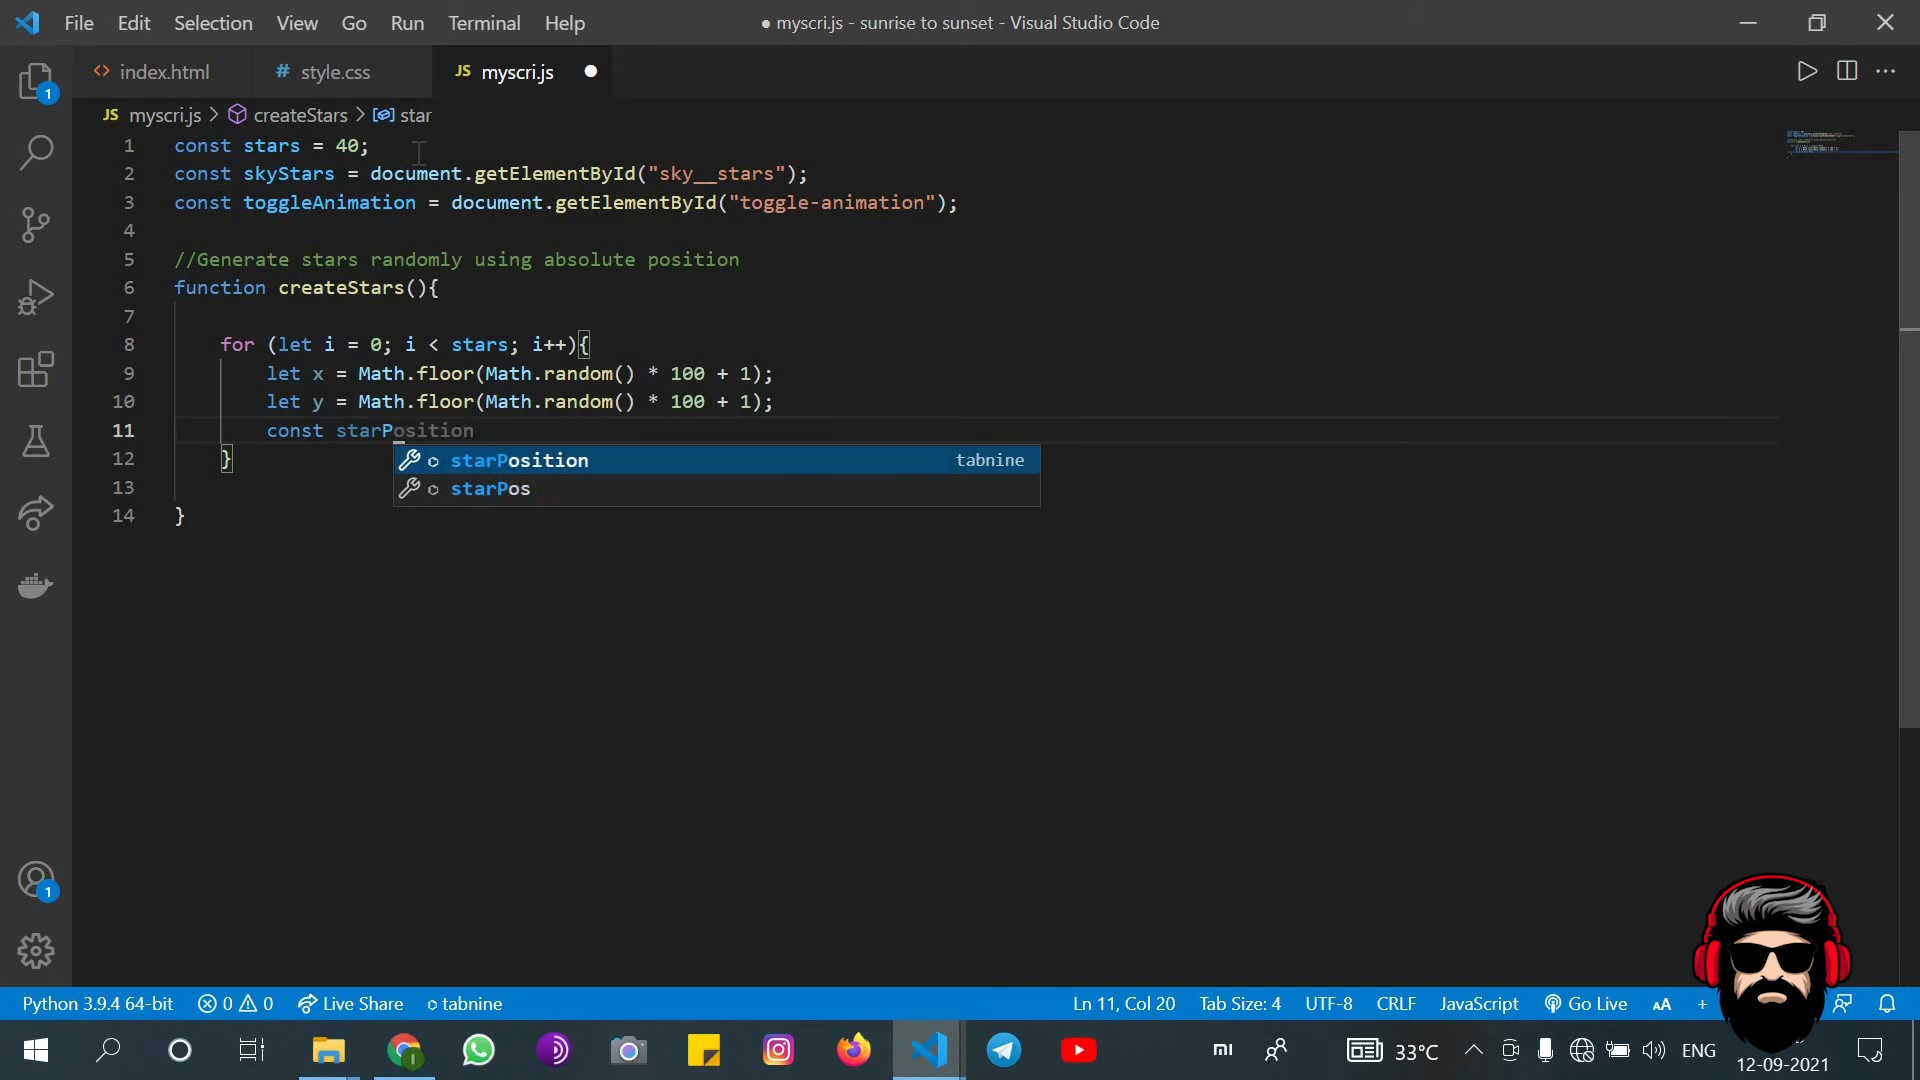 File Edit Selection View Go Run Terminal Help
● myscri.js - sunrise to sunset - Visual Studio Code
index.html
style.css
JS myscri.js
JS myscri.js > createStars > star
1 const stars = 40;
2 const skyStars = document.getElementById("sky__stars");
3 const toggleAnimation = document.getElementById("toggle-animation");
4
5 //Generate stars randomly using absolute position
6 function createStars(){
7
8 for (let i = 0; i < stars; i++){
9 let x = Math.floor(Math.random() * 100 + 1);
10 let y = Math.floor(Math.random() * 100 + 1);
11 const starPosition
starPosition tabnine
12 }
starPos
13
14 }
1
1
Python 3.9.4 64-bit 0 0 Live Share tabnine
Ln 11, Col 20 Tab Size: 4 UTF-8 CRLF JavaScript Go Live
MI 33°C ENG
12-09-2021